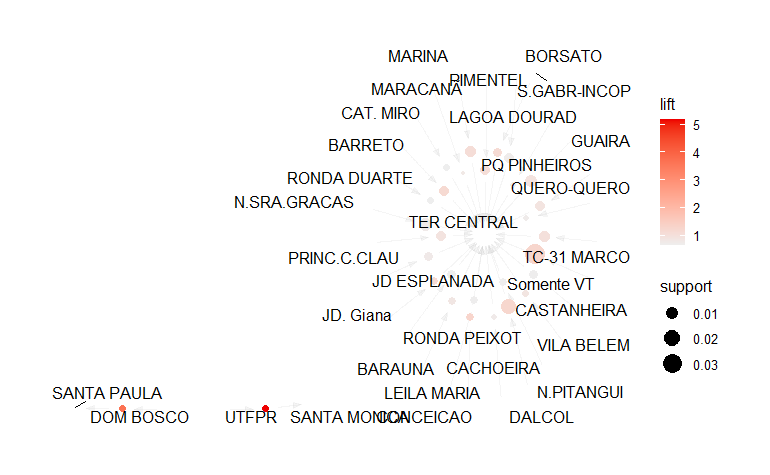 MARINA
BORSATO
PIMENTEL
MARACANÃ
S.GABR-INCOP
CAT. MIRO
LAGOA DOURAD
BARRETO
GUAIRA
PQ PINHEIROS
RONDA DUARTE
QUERO-QUERO
N.SRA.GRACAS
TER CENTRAL
PRINC.C.CLAU
TC-31 MARCO
JD ESPLANADA
Somente VT
JD. Giana
CASTANHEIRA
RONDA PEIXOT
VILA BELEM
BARAUNA
CACHOEIRA
SANTA PAULA
LEILA MARIA
N.PITANGUI
DOM BOSCO
UTFPR
SANTA MONICA
CONCEICAO
DALCOL
lift
5
4
3
2
1
support
0.01
0.02
0.03